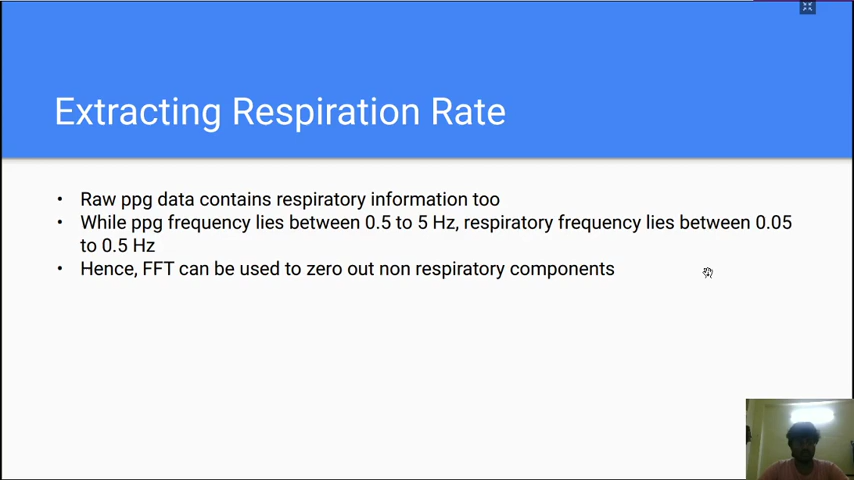 Extracting Respiration Rate
• Raw ppg data contains respiratory information too
• While ppg frequency lies between 0.5 to 5 Hz, respiratory frequency lies between 0.05
to 0.5 Hz
• Hence, FFT can be used to zero out non respiratory components